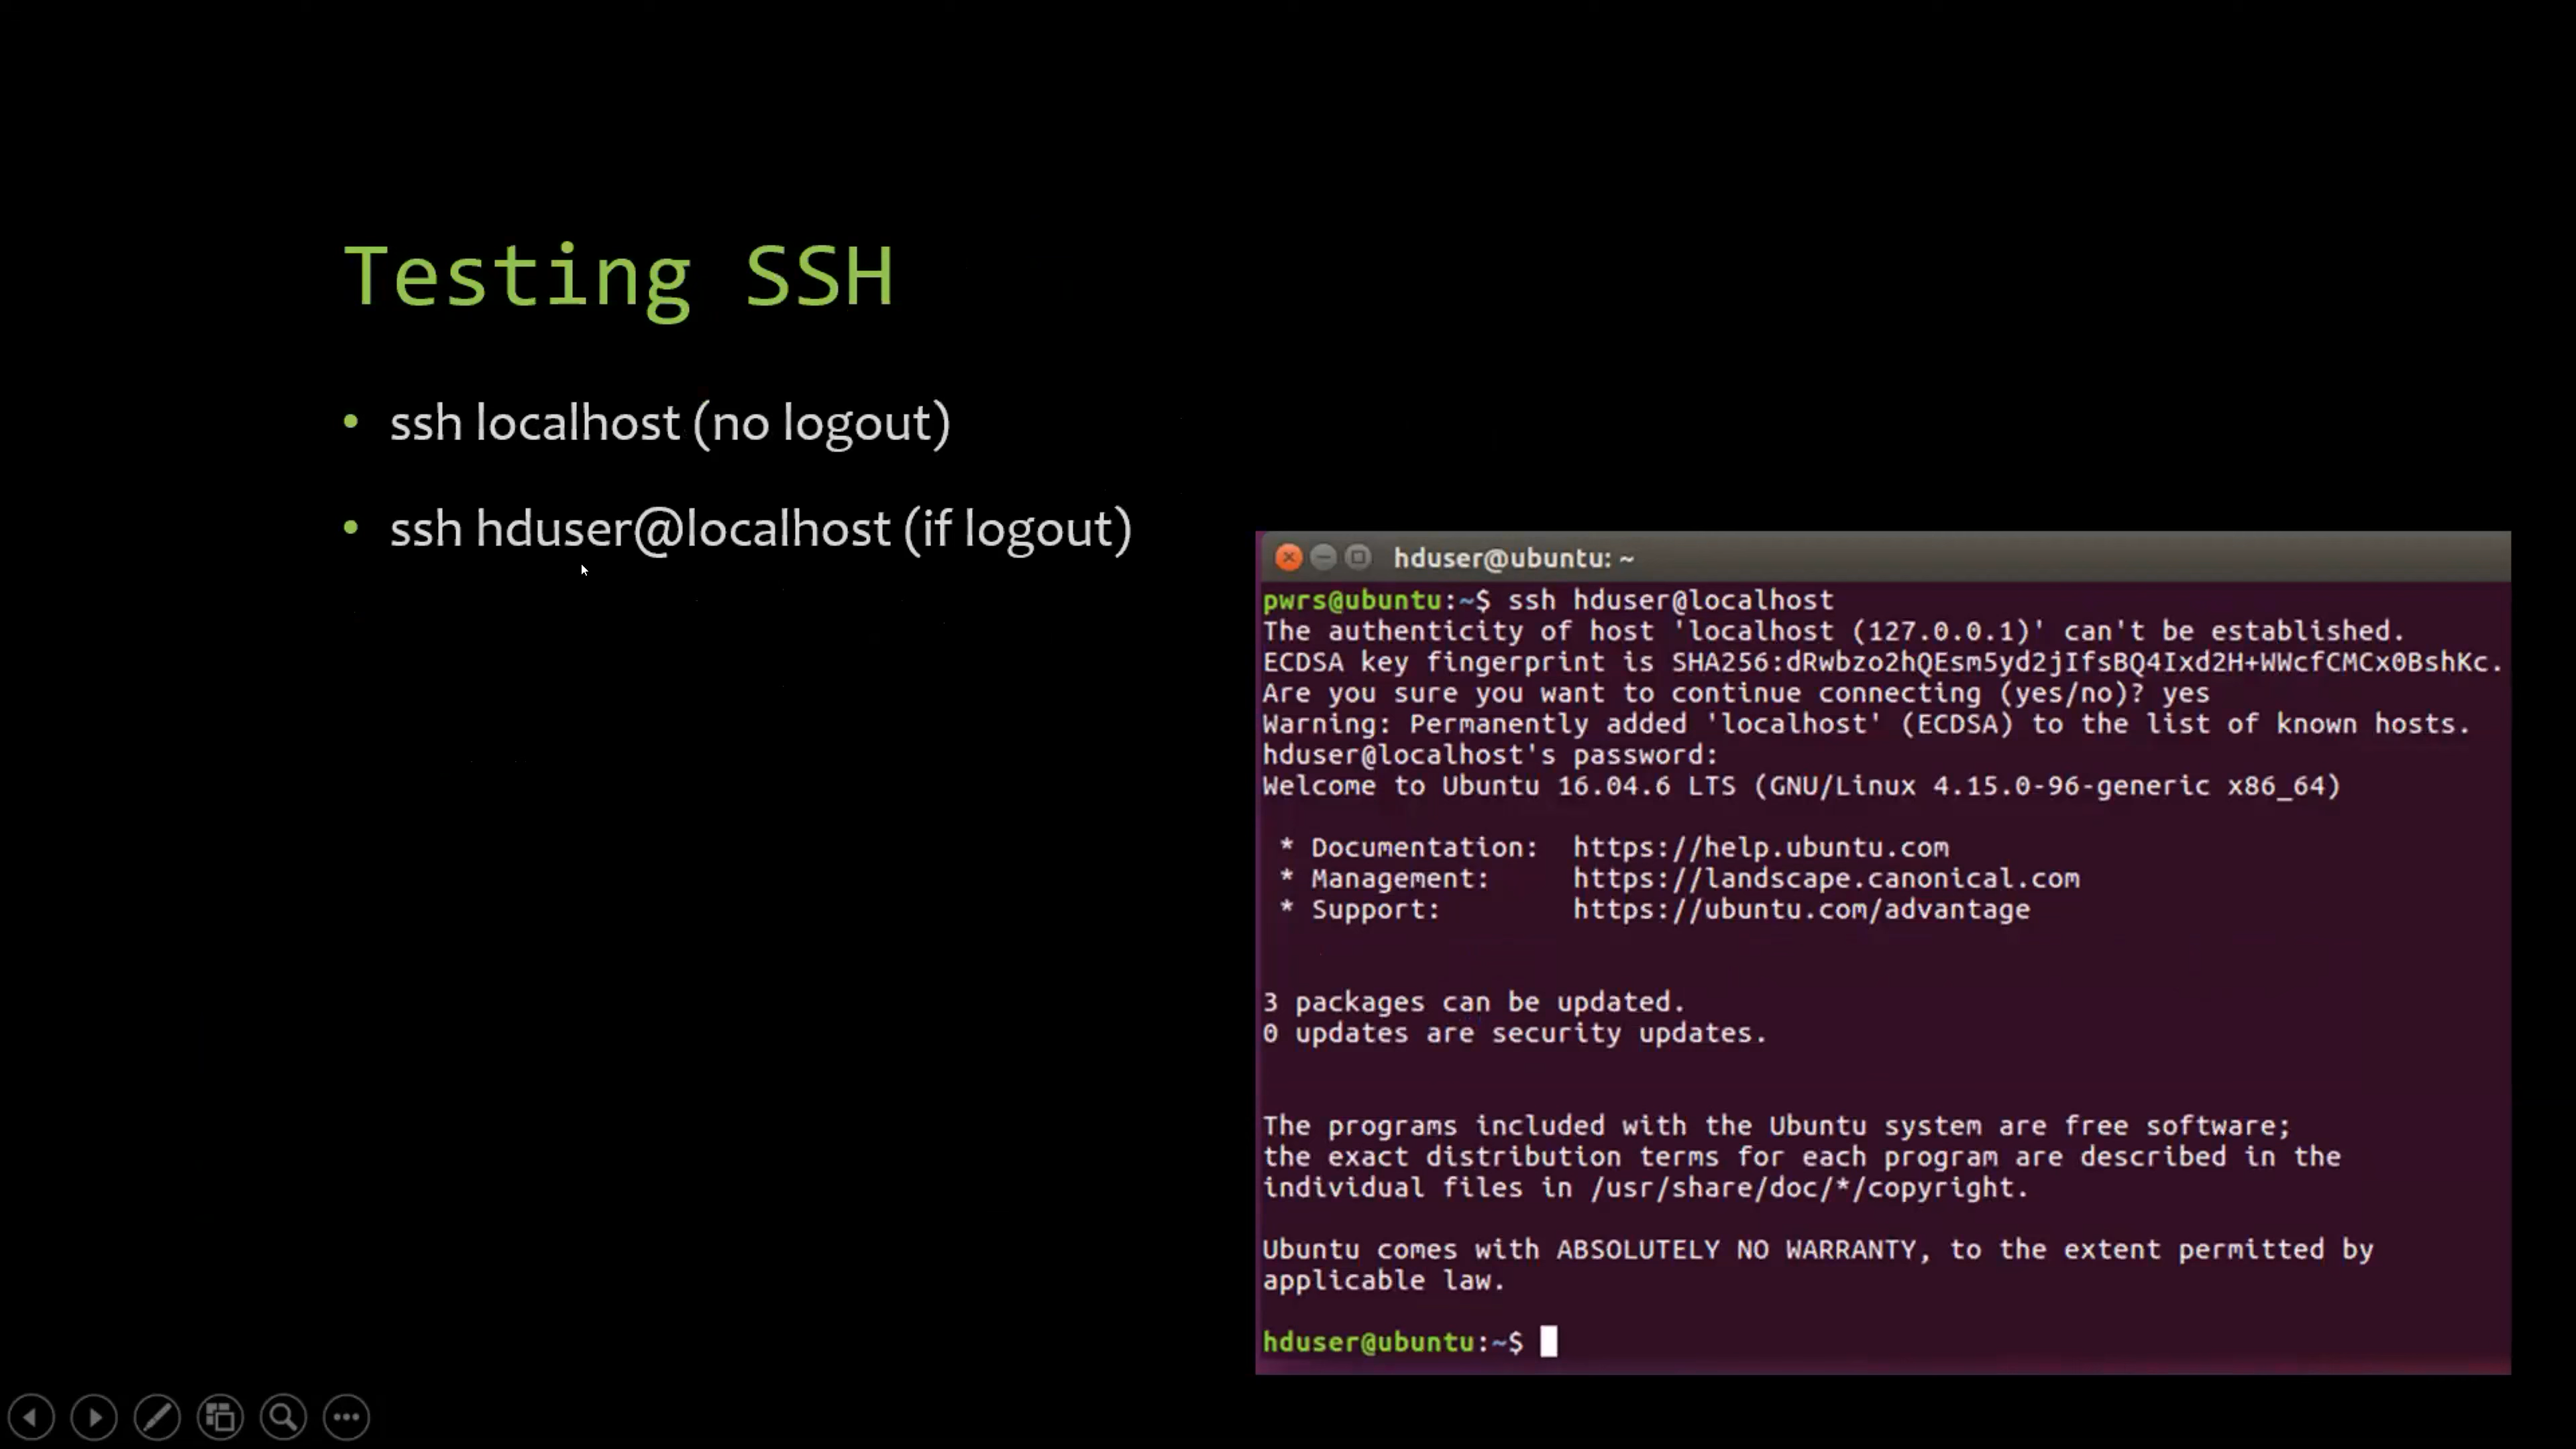 Testing SSH
• ssh localhost (no logout)
• ssh hduser@localhost (if logout)
hduser@ubuntu: ~
pwrs@ubuntu:~$ ssh hduser@localhost
The authenticity of host 'localhost (127.0.0.1)' can't be established.
ECDSA key fingerprint is SHA256:dRwbzo2hQEsm5yd2jIfsBQ4Ixd2H+WWcfCMCx0BshKc.
Are you sure you want to continue connecting (yes/no)? yes
Warning: Permanently added 'localhost' (ECDSA) to the list of known hosts.
hduser@localhost's password:
Welcome to Ubuntu 16.04.6 LTS (GNU/Linux 4.15.0-96-generic x86_64)
* Documentation:  https://help.ubuntu.com
* Management:     https://landscape.canonical.com
* Support:        https://ubuntu.com/advantage
3 packages can be updated.
0 updates are security updates.
The programs included with the Ubuntu system are free software;
the exact distribution terms for each program are described in the
individual files in /usr/share/doc/*/copyright.
Ubuntu comes with ABSOLUTELY NO WARRANTY, to the extent permitted by
applicable law.
hduser@ubuntu:~$